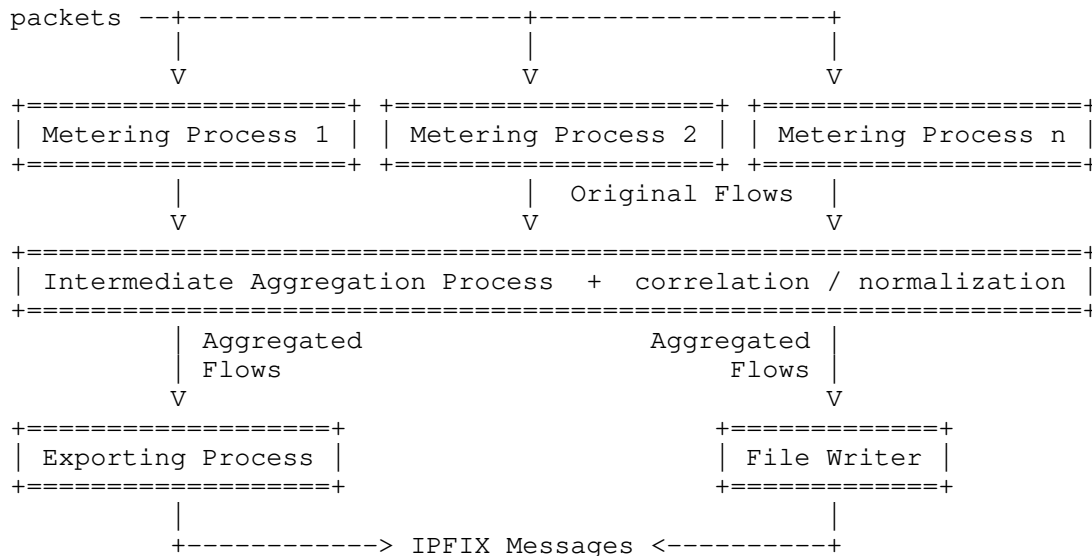 packets --+---------------------+------------------+
          |                     |                  |
          V                     V                  V
+====================+ +====================+ +====================+
| Metering Process 1 | | Metering Process 2 | | Metering Process n |
+====================+ +====================+ +====================+
          |                     |  Original Flows  |
          V                     V                  V
+==================================================================+
| Intermediate Aggregation Process  +  correlation / normalization |
+==================================================================+
          | Aggregated                  Aggregated |
          | Flows                            Flows |
          V                                        V
+===================+                       +=============+
| Exporting Process |                       | File Writer |
+===================+                       +=============+
          |                                        |
          +------------> IPFIX Messages <----------+